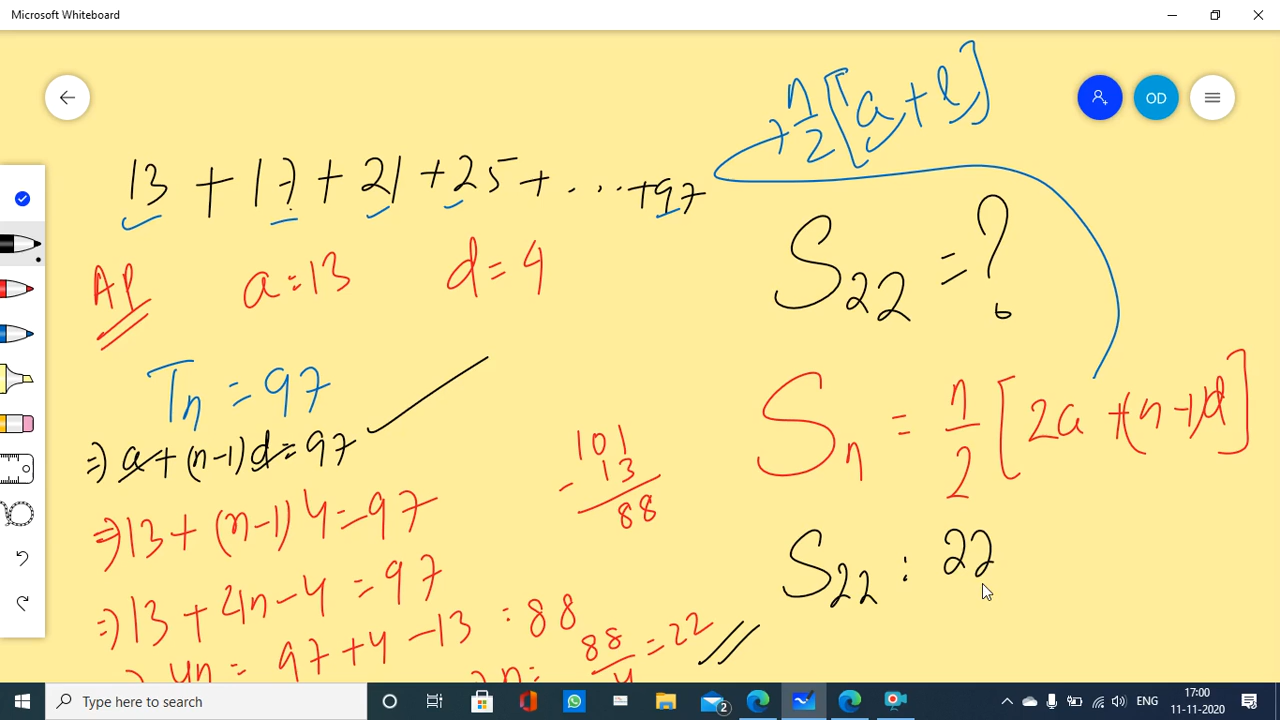 Microsoft Whiteboard
OD
13 + 17 + 21 + 25 + .... + 97
AP a = 13 d = 4
Tn = 97
⇒ a + (n-1)d = 97
⇒ 13 + (n-1)4 = 97
⇒ 13 + 4n - 4 = 97
4n = 97 + 4 - 13 = 88
n = 88/4 = 22
101
- 13
88
n/2 [a + l]
S22 = ?
Sn = n/2 [2a + (n-1)d]
S22 : 22
Type here to search
2
ENG
17:00
11-11-2020